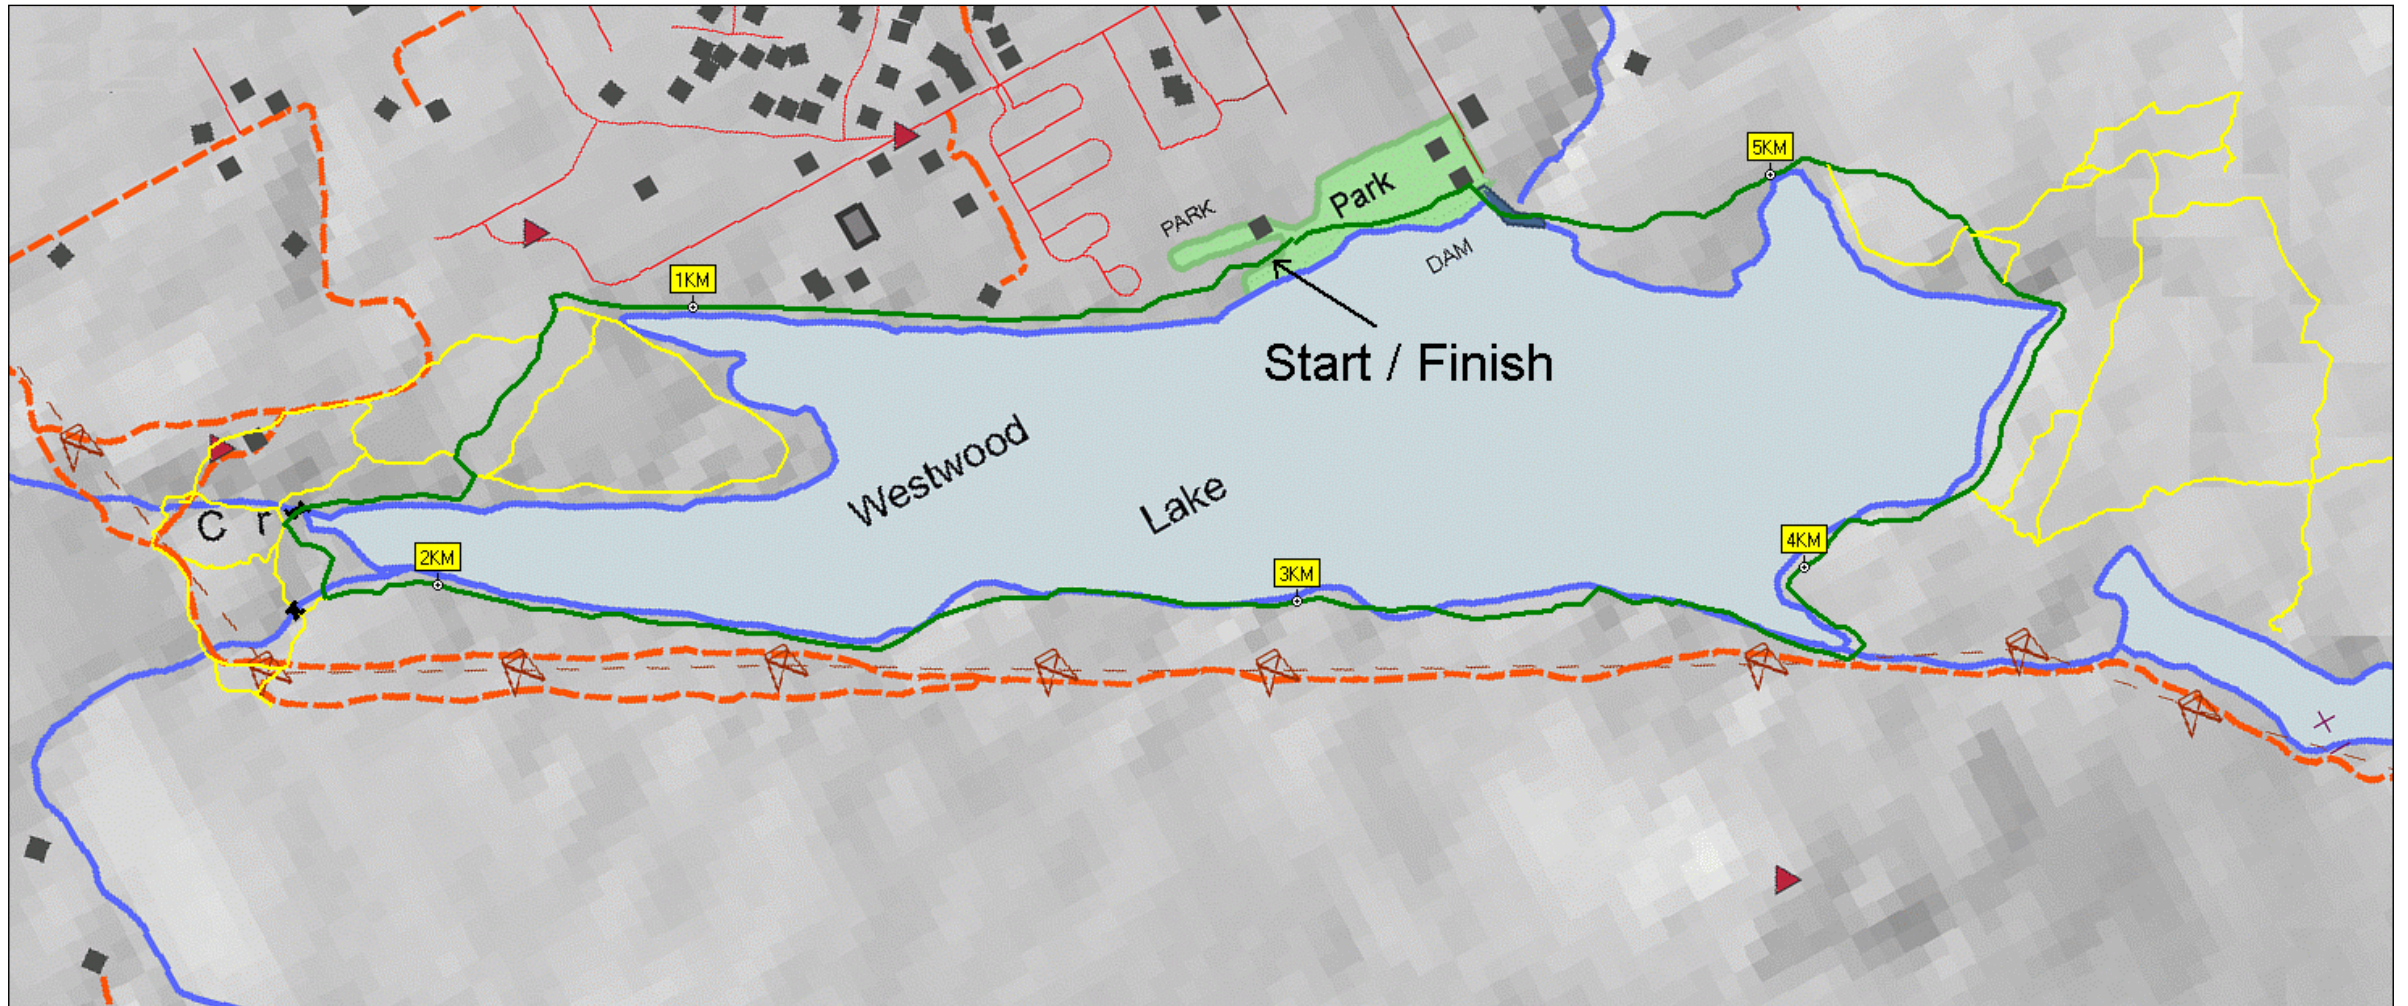 5KM
Park
PARK
DAM
1KM
Start / Finish
Westwood
Lake
C r
2KM
3KM
4KM